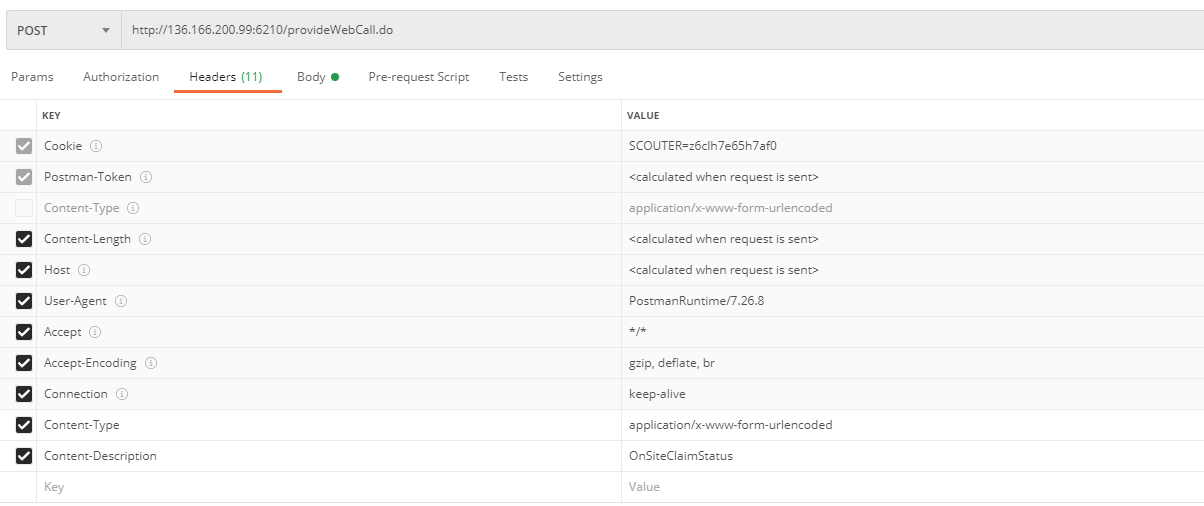 POST http://136.166.200.99:6210/provideWebCall.do
Params Authorization Headers (11) Body Pre-request Script Tests Settings
KEY VALUE
Cookie SCOUTER=z6clh7e65h7af0
Postman-Token <calculated when request is sent>
Content-Type application/x-www-form-urlencoded
Content-Length <calculated when request is sent>
Host <calculated when request is sent>
User-Agent PostmanRuntime/7.26.8
Accept */*
Accept-Encoding gzip, deflate, br
Connection keep-alive
Content-Type application/x-www-form-urlencoded
Content-Description OnSiteClaimStatus
Key Value